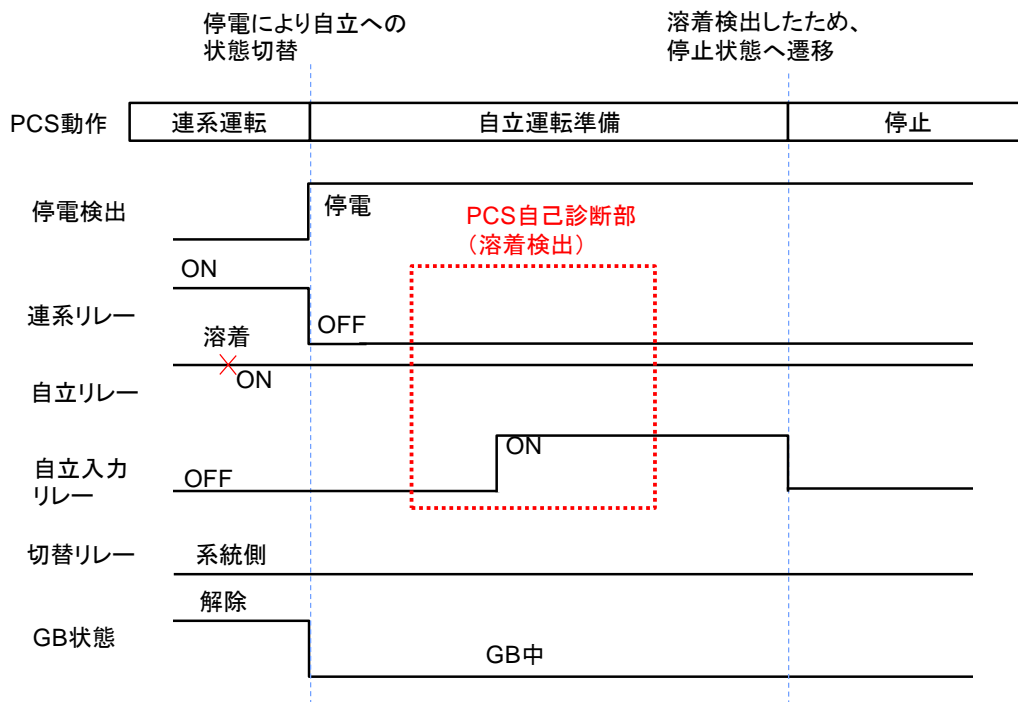 停電により自立への
状態切替
溶着検出したため、
停止状態へ遷移
PCS動作
連系運転
自立運転準備
停止
停電検出
停電
PCS自己診断部
（溶着検出）
ON
連系リレー
OFF
溶着
ON
自立リレー
ON
自立入力
リレー
OFF
切替リレー
系統側
解除
GB状態
GB中